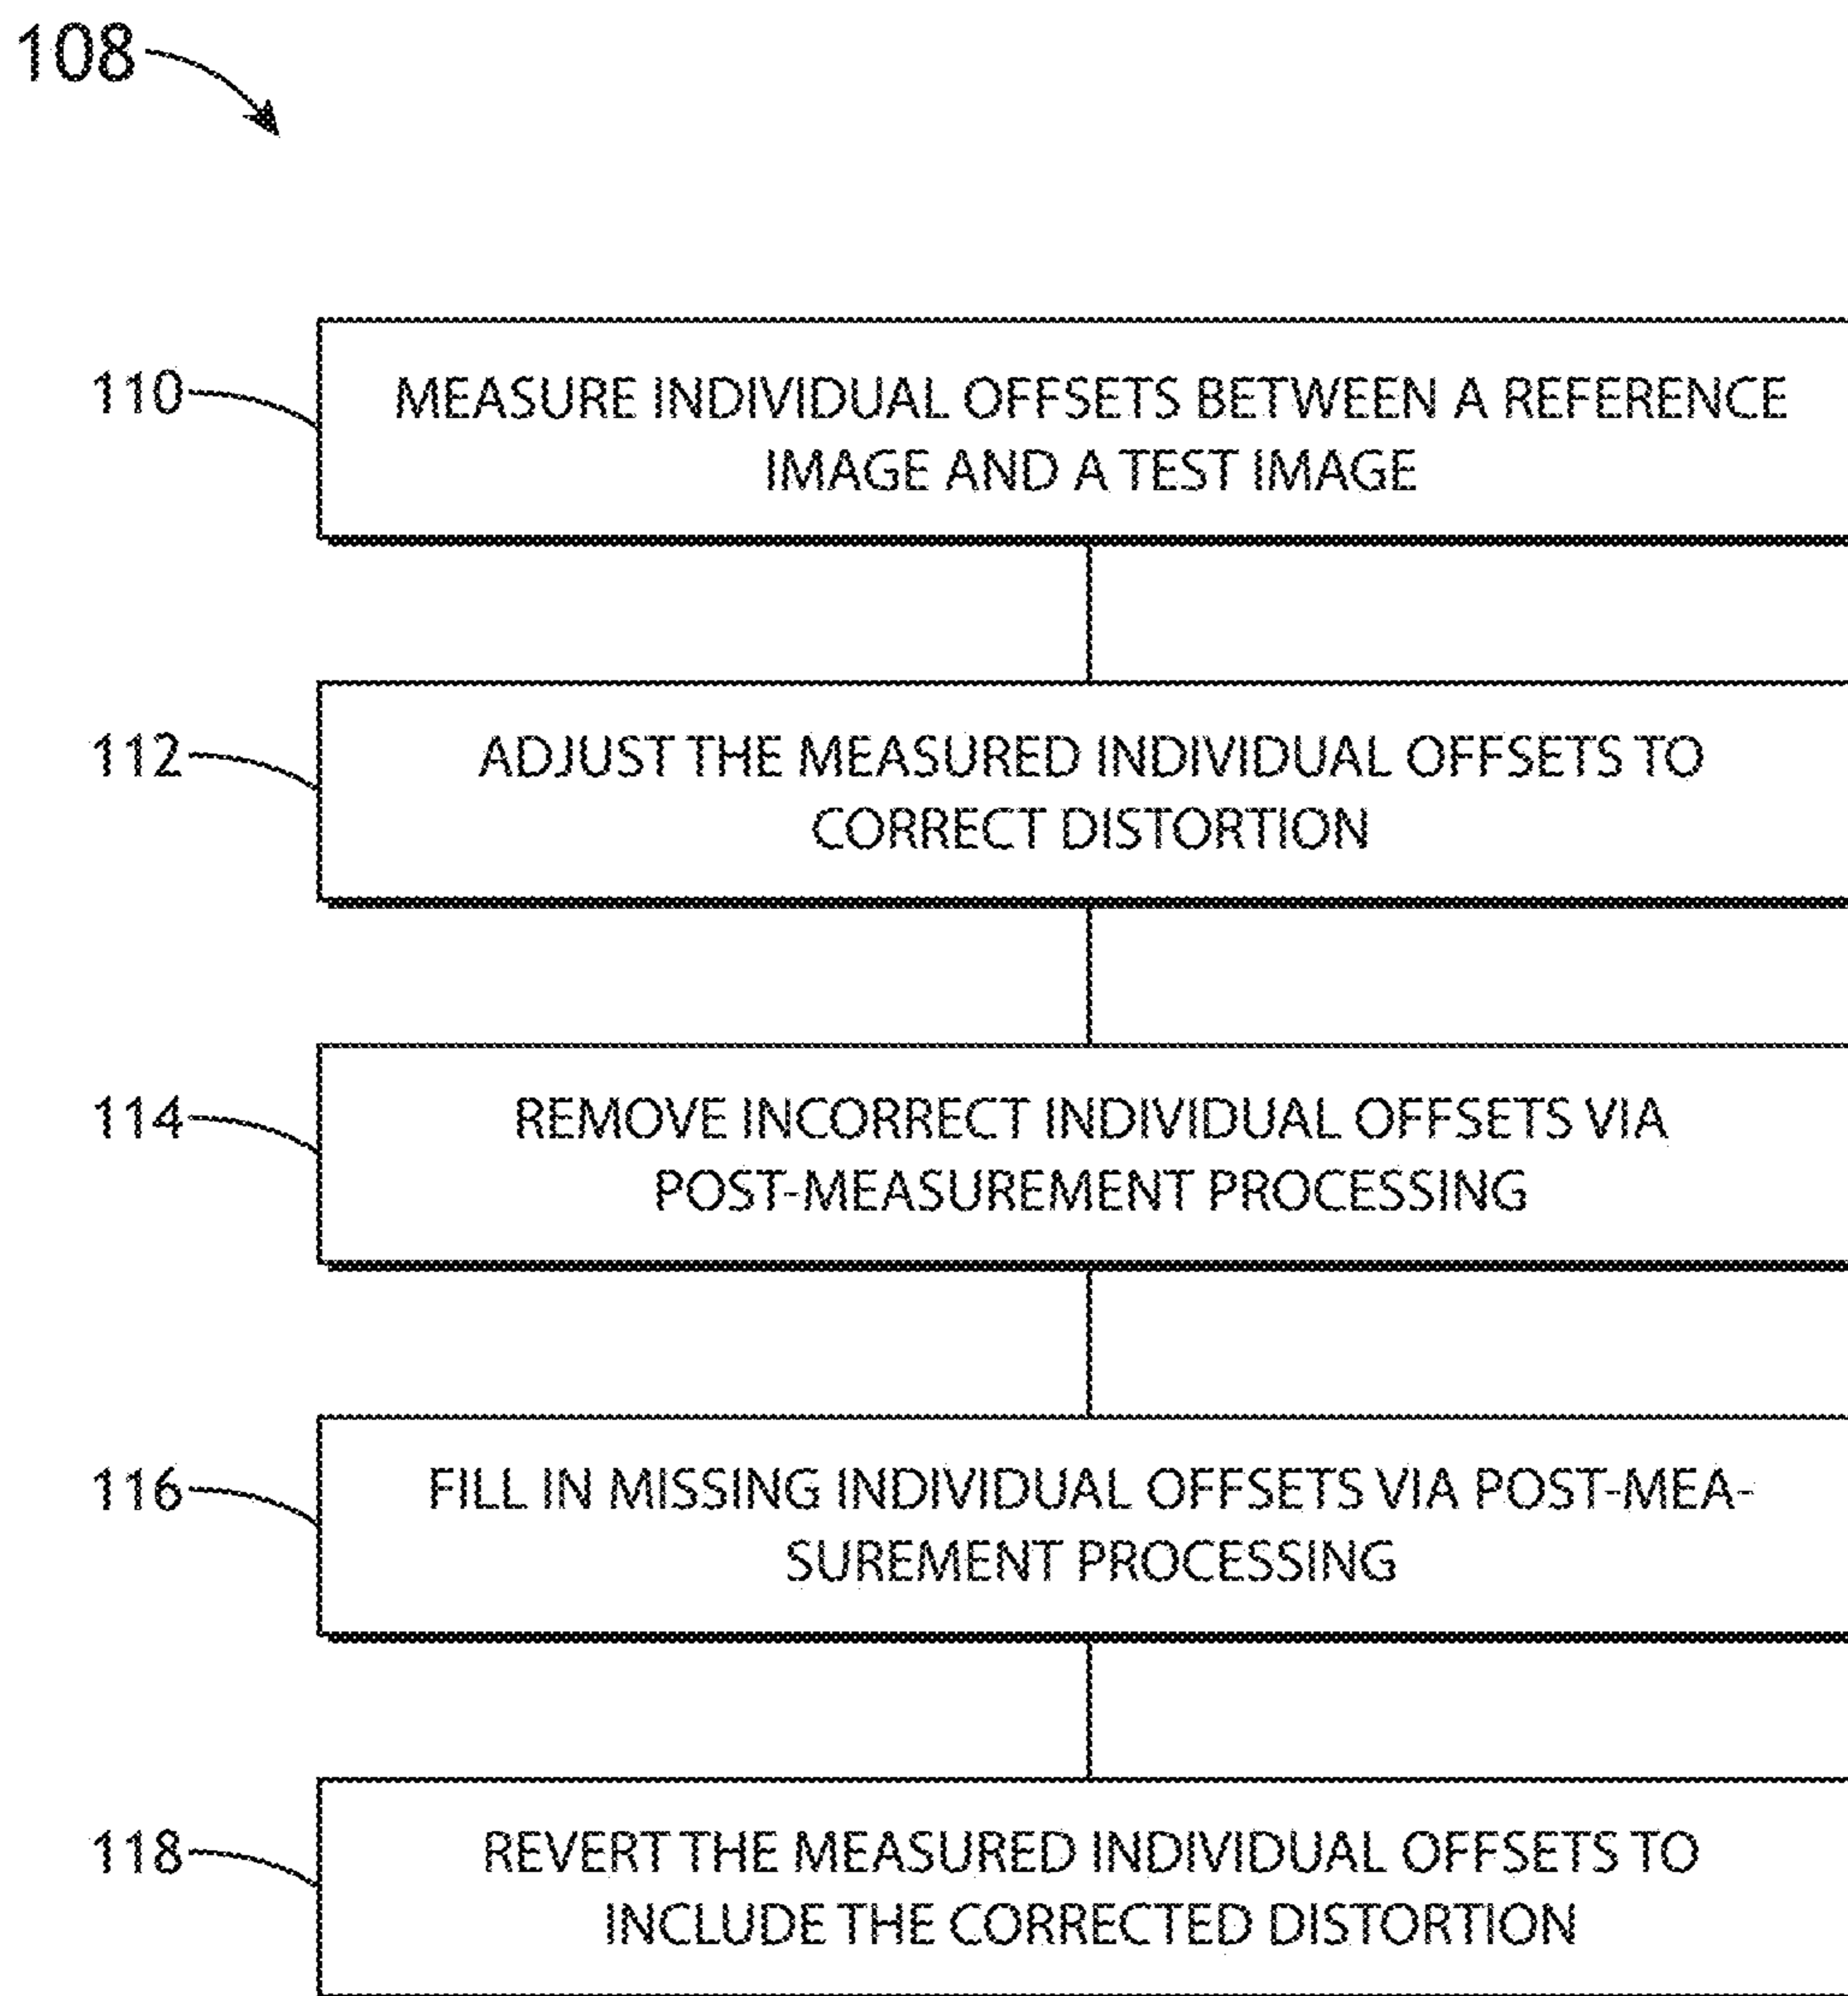 108
110
MEASURE INDIVIDUAL OFFSETS BETWEEN A REFERENCE
IMAGE AND A TEST IMAGE
112
ADJUST THE MEASURED INDIVIDUAL OFFSETS TO
CORRECT DISTORTION
114
REMOVE INCORRECT INDIVIDUAL OFFSETS VIA
POST-MEASUREMENT PROCESSING
116
FILL IN MISSING INDIVIDUAL OFFSETS VIA POST-MEA-
SUREMENT PROCESSING
118
REVERT THE MEASURED INDIVIDUAL OFFSETS TO
INCLUDE THE CORRECTED DISTORTION